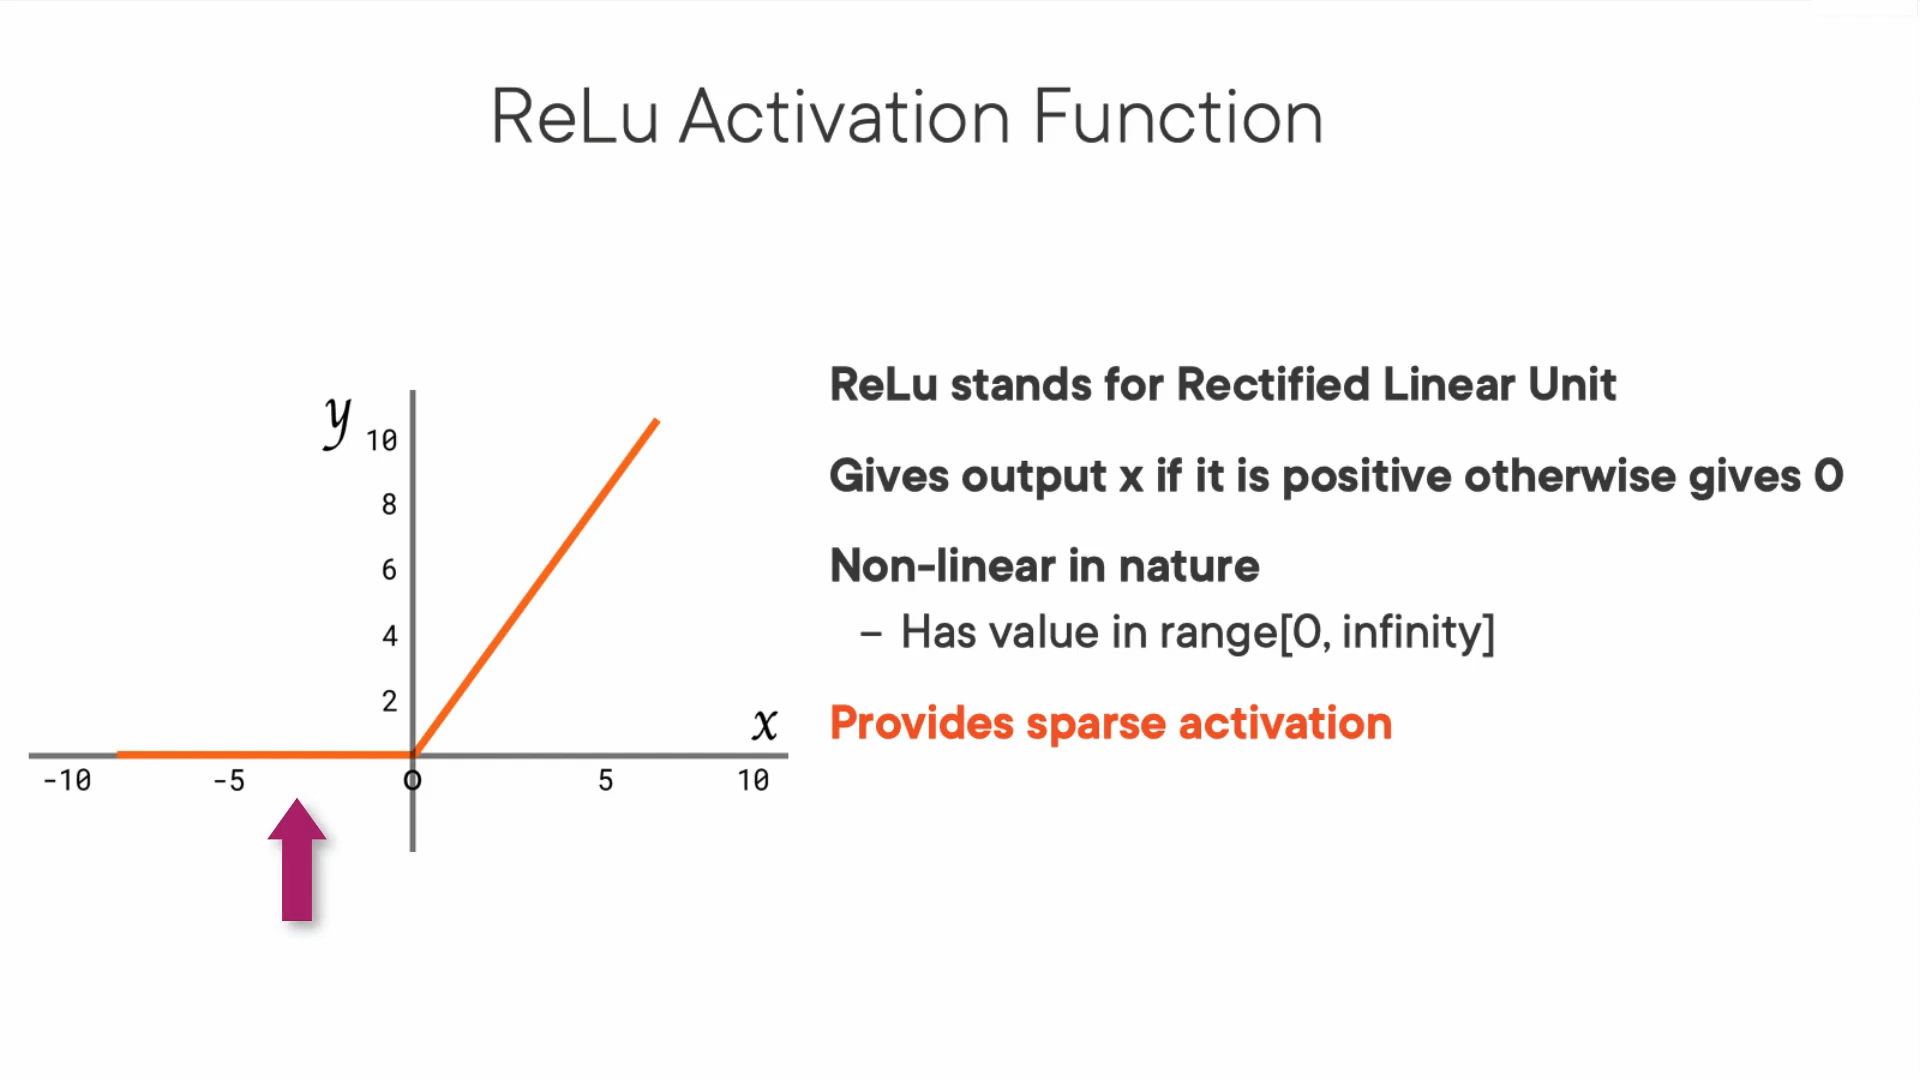 ReLu Activation Function
y
10
8
6
4
2
x
-10 -5 0 5 10
ReLu stands for Rectified Linear Unit
Gives output x if it is positive otherwise gives 0
Non-linear in nature
– Has value in range[0, infinity]
Provides sparse activation